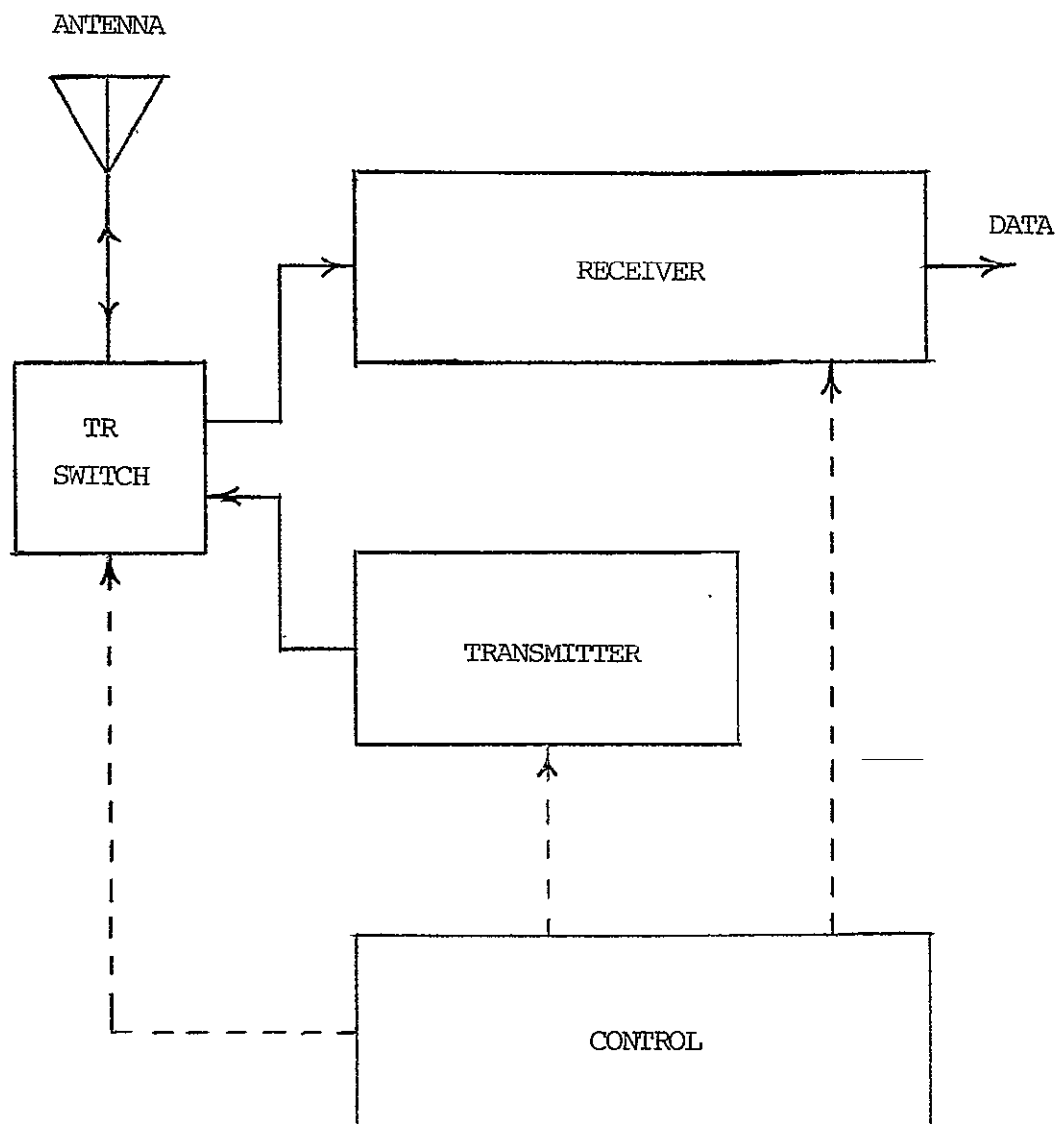 ANTENNA
DATA
RECEIVER
TR
SWITCH
TRANSMITTER
CONTROL